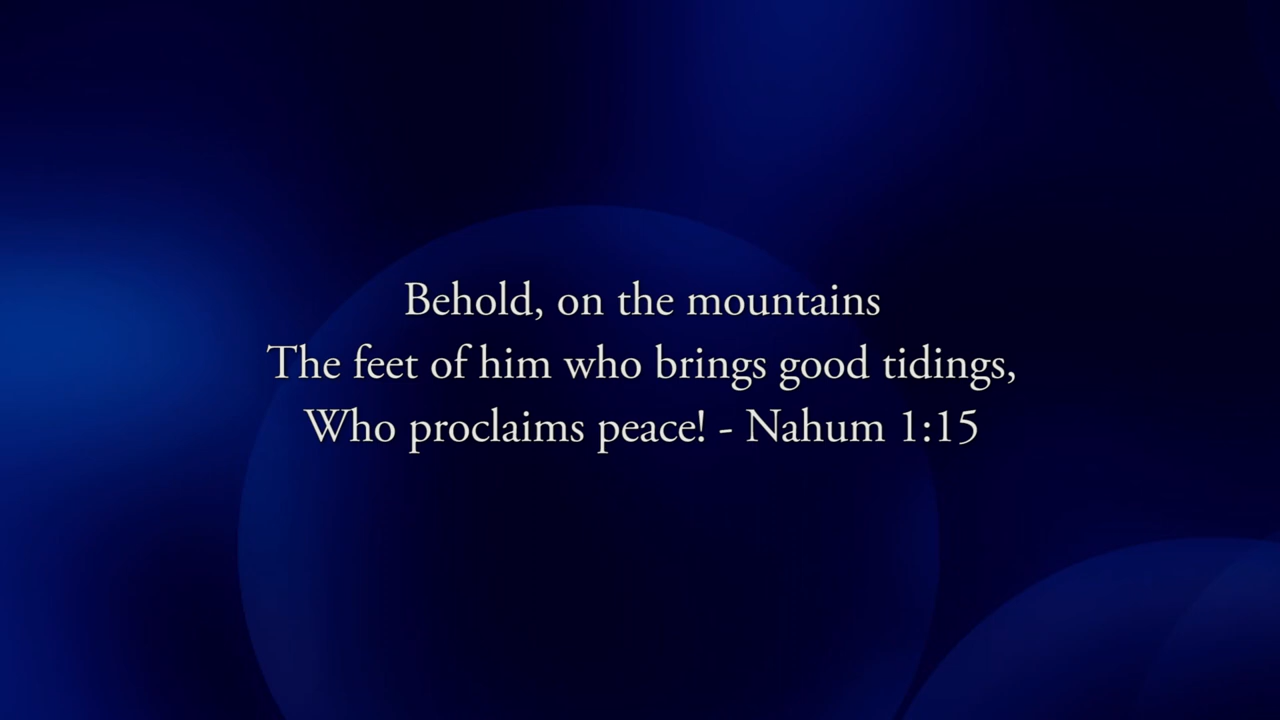 Behold, on the mountains
The feet of him who brings good tidings,
Who proclaims peace! - Nahum 1:15